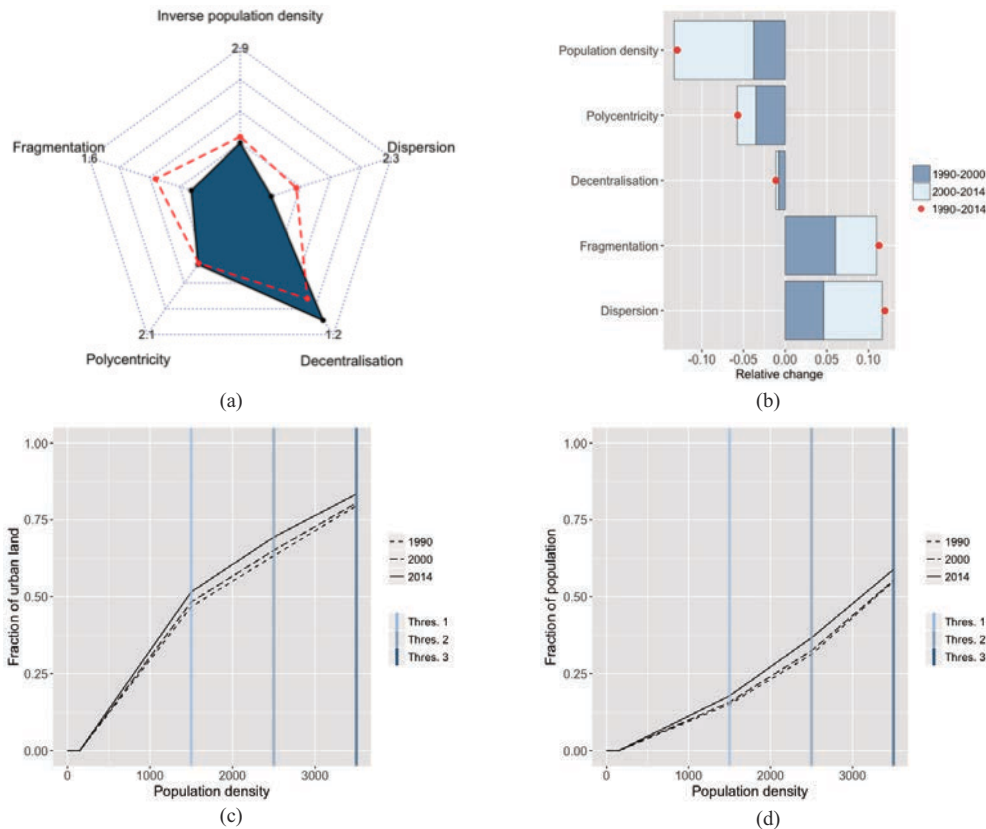 Inverse population density
2.9
Fragmentation
1.6
Dispersion
2.3
2.1
1.2
Polycentricity
Decentralisation
(a)
Population density
Polycentricity
Decentralisation
Fragmentation
Dispersion
-0.10 -0.05 0.00 0.05 0.10
Relative change
1990-2000
2000-2014
1990-2014
(b)
1.00
0.75
0.50
0.25
0.00
Fraction of urban land
0 1000 2000 3000
Population density
1990
2000
2014
Thres. 1
Thres. 2
Thres. 3
(c)
1.00
0.75
0.50
0.25
0.00
Fraction of population
0 1000 2000 3000
Population density
1990
2000
2014
Thres. 1
Thres. 2
Thres. 3
(d)